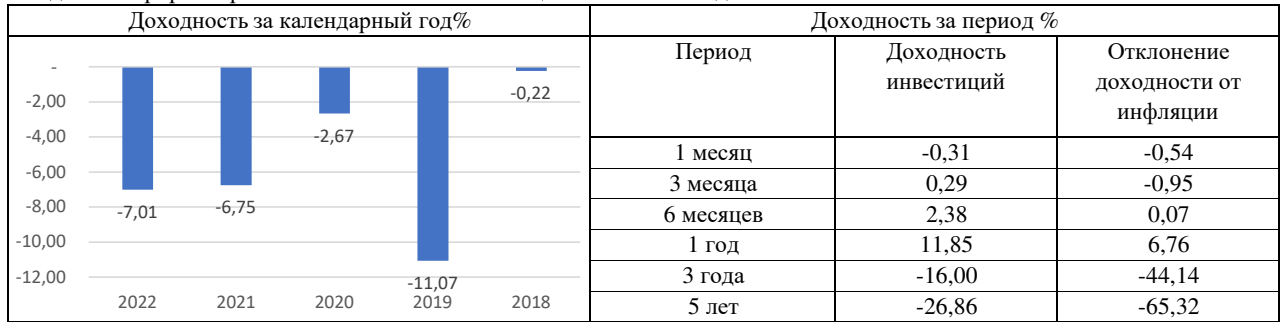 Доходность за календарный год%
-
-2,00
-4,00
-6,00
-8,00
-10,00
-12,00
-7,01
-6,75
-2,67
-11,07
-0,22
2022 2021 2020 2019 2018
Доходность за период %
Период Доходность инвестиций Отклонение доходности от инфляции
1 месяц -0,31 -0,54
3 месяца 0,29 -0,95
6 месяцев 2,38 0,07
1 год 11,85 6,76
3 года -16,00 -44,14
5 лет -26,86 -65,32